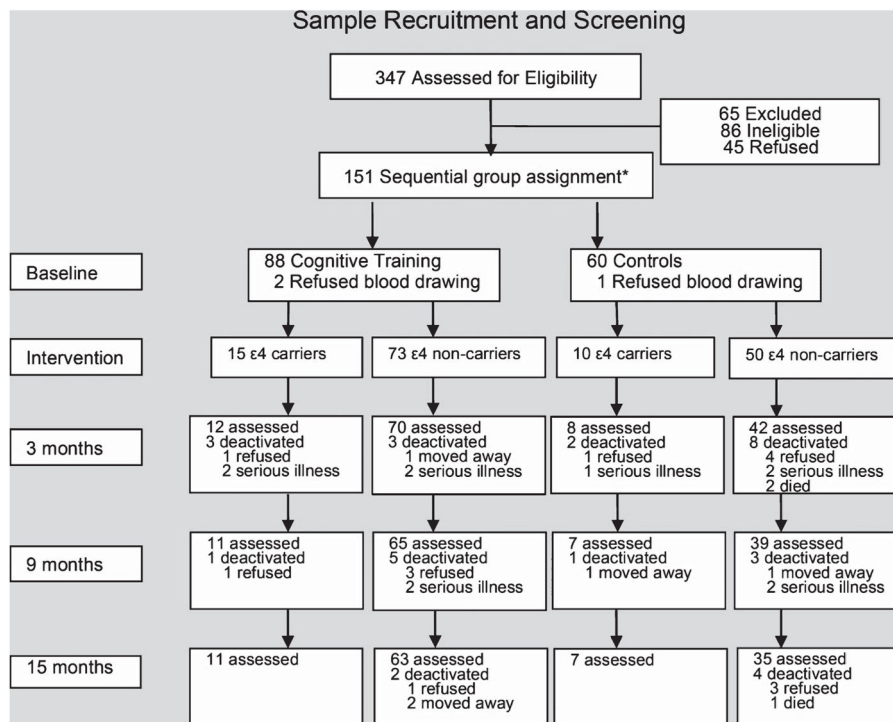 Sample Recruitment and Screening
347 Assessed for Eligibility
65 Excluded
86 Ineligible
45 Refused
151 Sequential group assignment*
Baseline
88 Cognitive Training
2 Refused blood drawing
60 Controls
1 Refused blood drawing
Intervention
15 ε4 carriers
73 ε4 non-carriers
10 ε4 carriers
50 ε4 non-carriers
3 months
12 assessed
3 deactivated
1 refused
2 serious illness
70 assessed
3 deactivated
1 moved away
2 serious illness
8 assessed
2 deactivated
1 refused
1 serious illness
42 assessed
8 deactivated
4 refused
2 serious illness
2 died
9 months
11 assessed
1 deactivated
1 refused
65 assessed
5 deactivated
3 refused
2 serious illness
7 assessed
1 deactivated
1 moved away
39 assessed
3 deactivated
1 moved away
2 serious illness
15 months
11 assessed
63 assessed
2 deactivated
1 refused
2 moved away
7 assessed
35 assessed
4 deactivated
3 refused
1 died